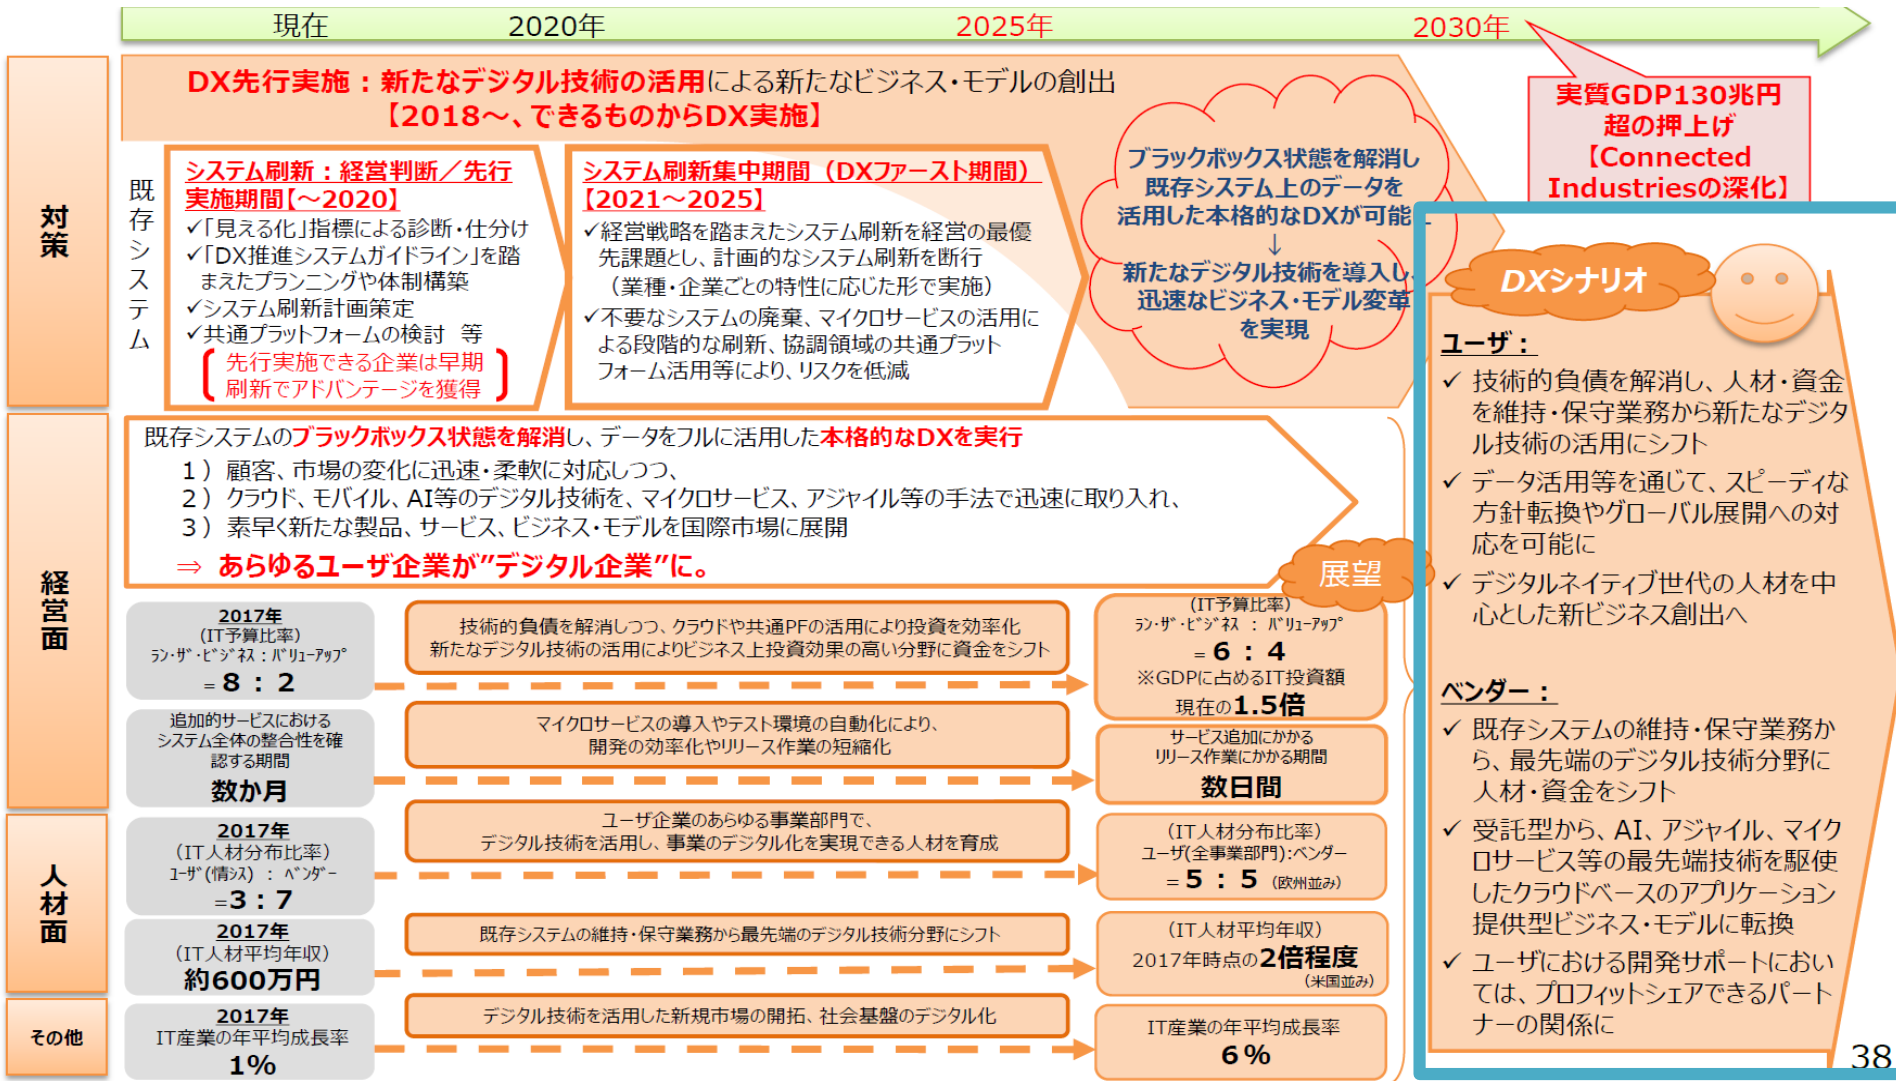 現在
2020年
2025年
2030年
対策
DX先行実施：新たなデジタル技術の活用による新たなビジネス・モデルの創出
【2018～、できるものからDX実施】
実質GDP130兆円
超の押上げ
【Connected
Industriesの深化】
既存システム
システム刷新：経営判断／先行
実施期間【～2020】
✓「見える化」指標による診断・仕分け
✓「DX推進システムガイドライン」を踏
まえたプランニングや体制構築
✓システム刷新計画策定
✓共通プラットフォームの検討　等
先行実施できる企業は早期
刷新でアドバンテージを獲得
システム刷新集中期間（DXファースト期間）
【2021～2025】
✓経営戦略を踏まえたシステム刷新を経営の最優
先課題とし、計画的なシステム刷新を断行
（業種・企業ごとの特性に応じた形で実施）
✓不要なシステムの廃棄、マイクロサービスの活用に
よる段階的な刷新、協調領域の共通プラット
フォーム活用等により、リスクを低減
ブラックボックス状態を解消し
既存システム上のデータを
活用した本格的なDXが可能に
↓
新たなデジタル技術を導入し、
迅速なビジネス・モデル変革
を実現
経営面
既存システムのブラックボックス状態を解消し、データをフルに活用した本格的なDXを実行
１）顧客、市場の変化に迅速・柔軟に対応しつつ、
２）クラウド、モバイル、AI等のデジタル技術を、マイクロサービス、アジャイル等の手法で迅速に取り入れ、
３）素早く新たな製品、サービス、ビジネス・モデルを国際市場に展開
⇒ あらゆるユーザ企業が”デジタル企業”に。
展望
2017年
(IT予算比率)
ﾗﾝ･ｻﾞ･ﾋﾞｼﾞﾈｽ：ﾊﾞﾘｭｰｱｯﾌﾟ
= 8 : 2
技術的負債を解消しつつ、クラウドや共通PFの活用により投資を効率化
新たなデジタル技術の活用によりビジネス上投資効果の高い分野に資金をシフト
(IT予算比率)
ﾗﾝ･ｻﾞ･ﾋﾞｼﾞﾈｽ ： ﾊﾞﾘｭｰｱｯﾌﾟ
= 6 : 4
※GDPに占めるIT投資額
現在の1.5倍
追加的サービスにおける
システム全体の整合性を確
認する期間
数か月
マイクロサービスの導入やテスト環境の自動化により、
開発の効率化やリリース作業の短縮化
サービス追加にかかる
リリース作業にかかる期間
数日間
人材面
2017年
（IT人材分布比率）
ﾕｰｻﾞ(情ｼｽ) ： ﾍﾞﾝﾀﾞｰ
=3 : 7
ユーザ企業のあらゆる事業部門で、
デジタル技術を活用し、事業のデジタル化を実現できる人材を育成
（IT人材分布比率）
ユーザ(全事業部門):ベンダー
= 5 : 5 （欧州並み）
2017年
（IT人材平均年収）
約600万円
既存システムの維持・保守業務から最先端のデジタル技術分野にシフト
（IT人材平均年収）
2017年時点の2倍程度
（米国並み）
その他
2017年
IT産業の年平均成長率
1%
デジタル技術を活用した新規市場の開拓、社会基盤のデジタル化
IT産業の年平均成長率
6%
DXシナリオ
ユーザ：
✓ 技術的負債を解消し、人材・資金
を維持・保守業務から新たなデジタ
ル技術の活用にシフト
✓ データ活用等を通じて、スピーディな
方針転換やグローバル展開への対
応を可能に
✓ デジタルネイティブ世代の人材を中
心とした新ビジネス創出へ
ベンダー：
✓ 既存システムの維持・保守業務か
ら、最先端のデジタル技術分野に
人材・資金をシフト
✓ 受託型から、AI、アジャイル、マイク
ロサービス等の最先端技術を駆使
したクラウドベースのアプリケーション
提供型ビジネス・モデルに転換
✓ ユーザにおける開発サポートにおい
ては、プロフィットシェアできるパート
ナーの関係に
38